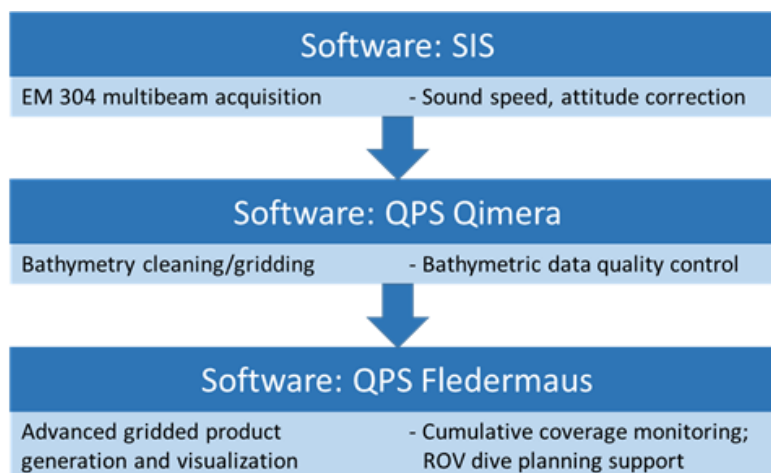 Software: SIS
EM 304 multibeam acquisition - Sound speed, attitude correction
Software: QPS Qimera
Bathymetry cleaning/gridding - Bathymetric data quality control
Software: QPS Fledermaus
Advanced gridded product - Cumulative coverage monitoring;
generation and visualization ROV dive planning support